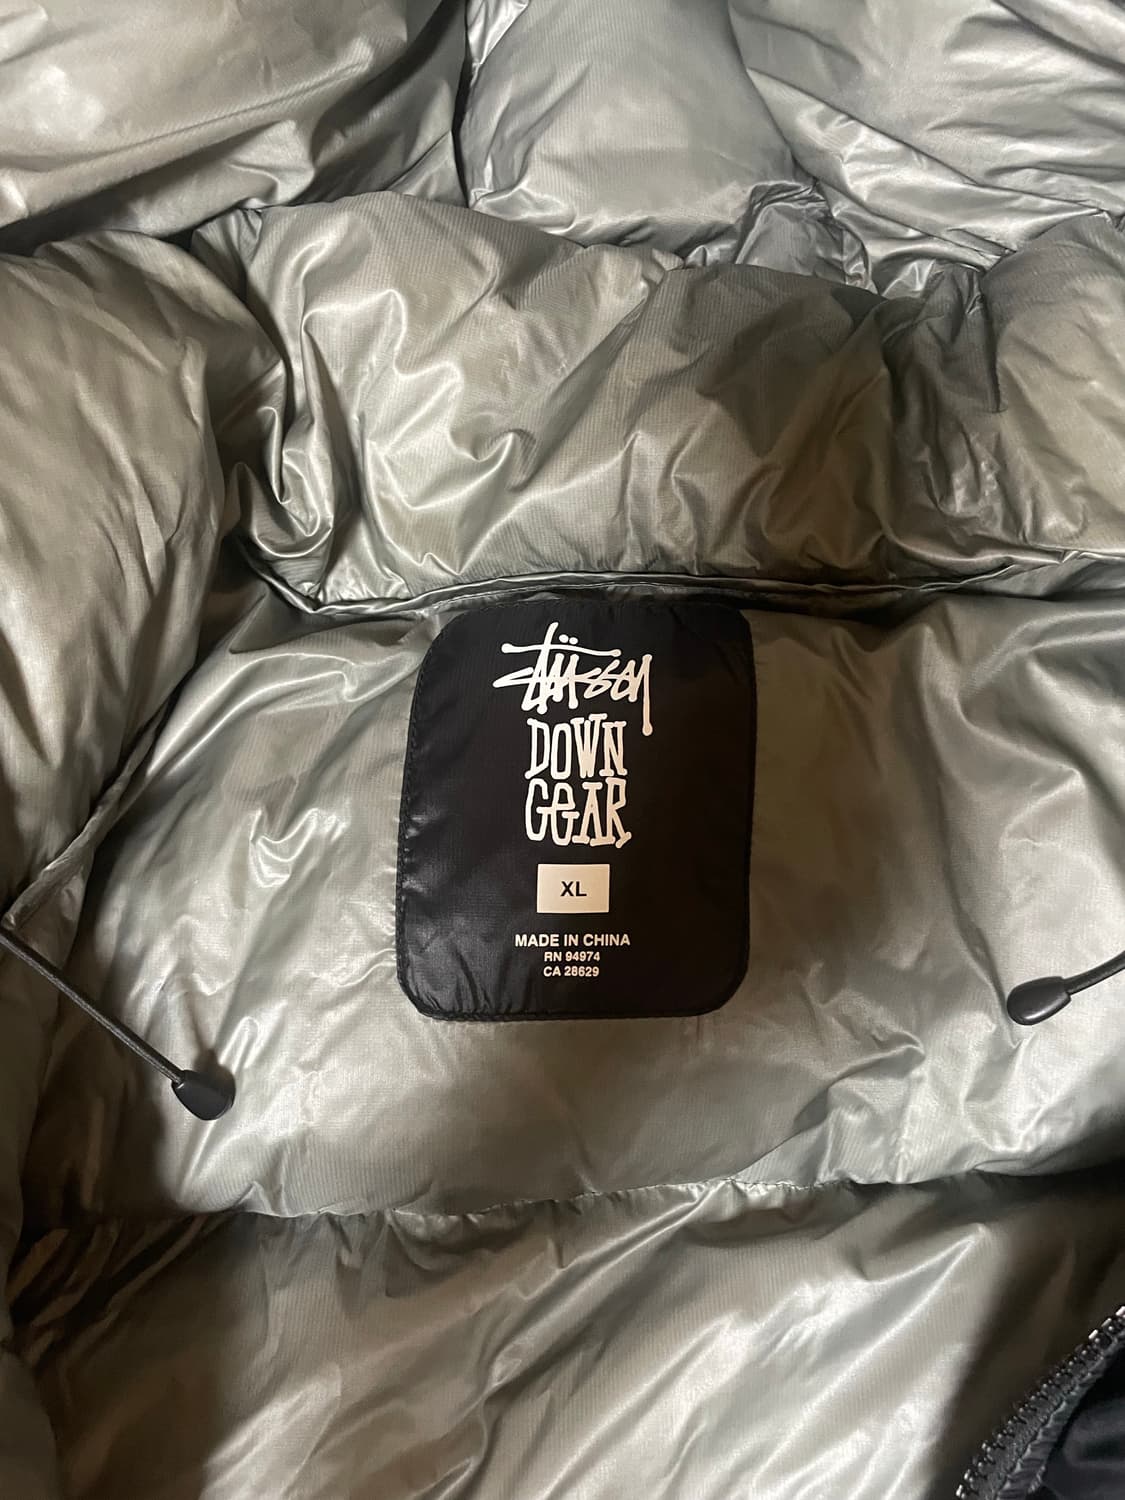 Stüssy
DOWN
GEAR
XL
MADE IN CHINA
RN 94974
CA 28629